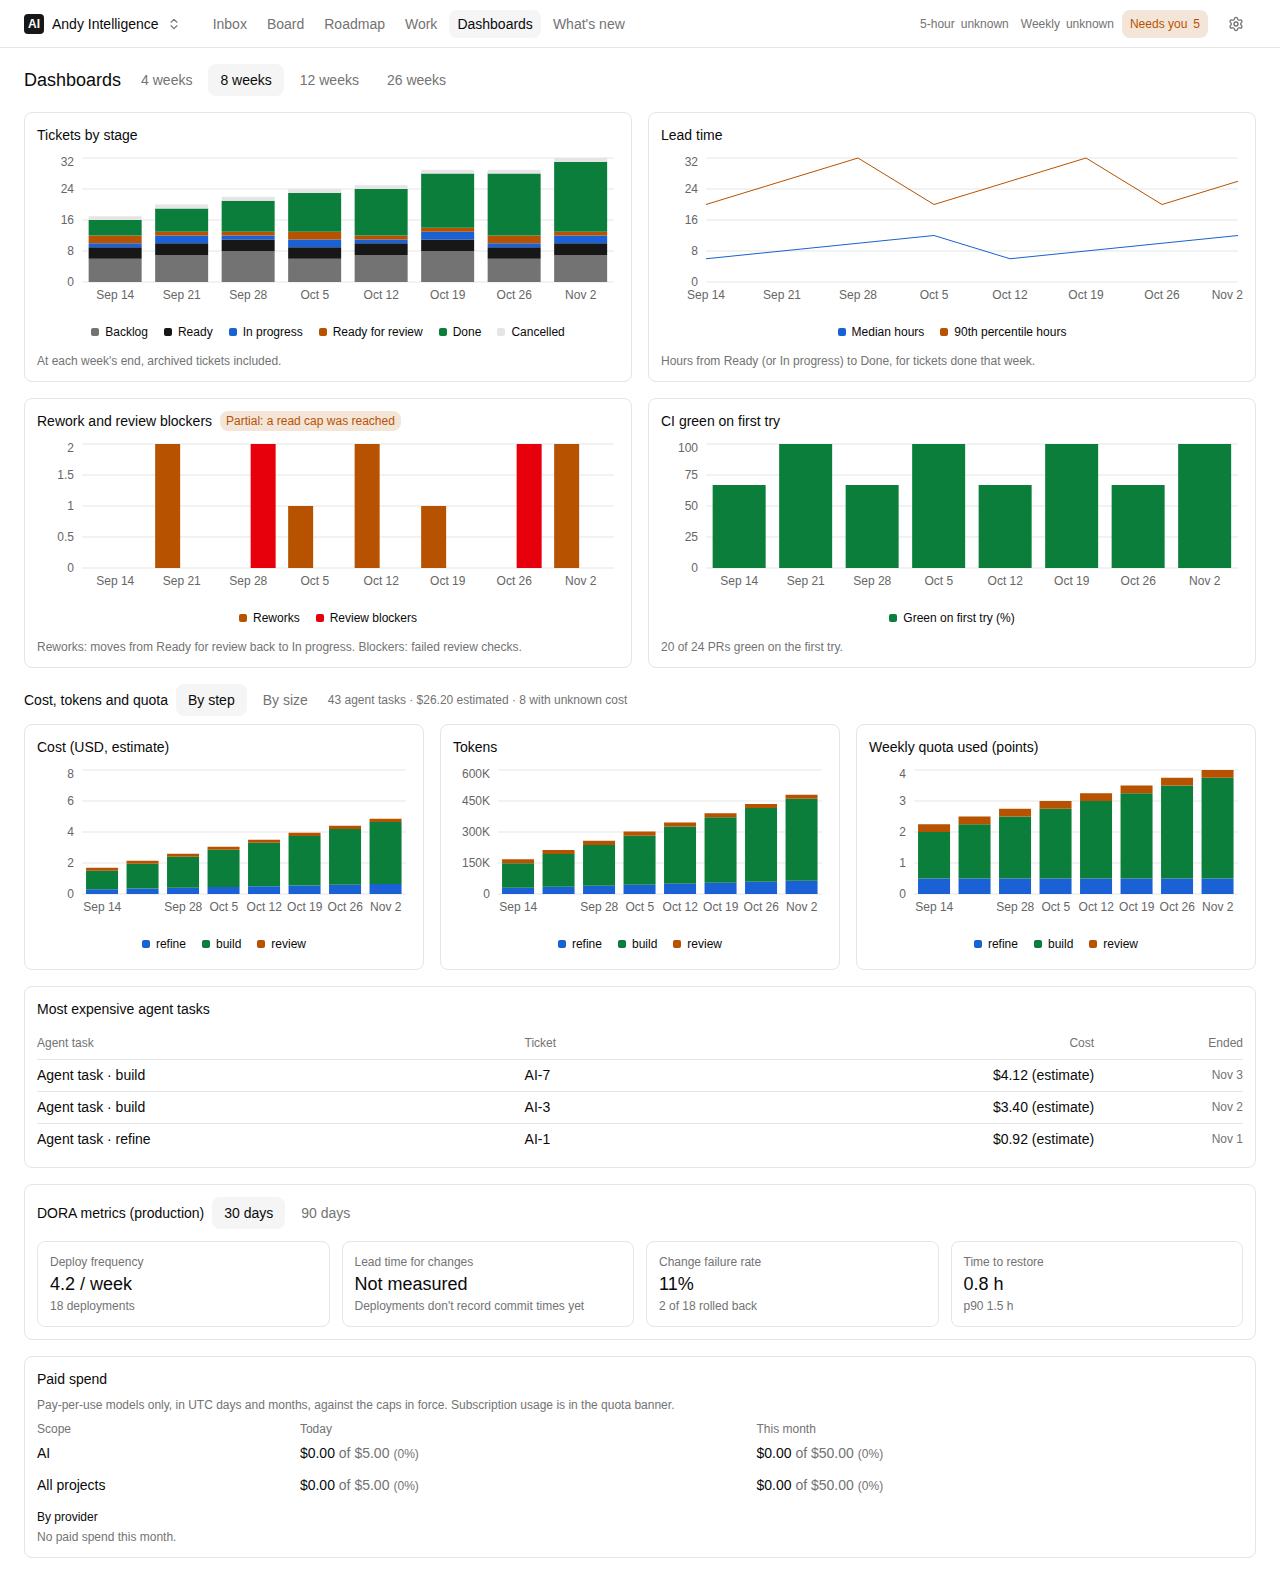 AI Andy Intelligence Inbox Board Roadmap Work Dashboards What's new 5-hour unknown Weekly unknown Needs you 5
Dashboards 4 weeks 8 weeks 12 weeks 26 weeks
Tickets by stage
32
24
16
8
0
Sep 14 Sep 21 Sep 28 Oct 5 Oct 12 Oct 19 Oct 26 Nov 2
Backlog Ready In progress Ready for review Done Cancelled
At each week's end, archived tickets included.
Lead time
32
24
16
8
0
Sep 14 Sep 21 Sep 28 Oct 5 Oct 12 Oct 19 Oct 26 Nov 2
Median hours 90th percentile hours
Hours from Ready (or In progress) to Done, for tickets done that week.
Rework and review blockers Partial: a read cap was reached
2
1.5
1
0.5
0
Sep 14 Sep 21 Sep 28 Oct 5 Oct 12 Oct 19 Oct 26 Nov 2
Reworks Review blockers
Reworks: moves from Ready for review back to In progress. Blockers: failed review checks.
CI green on first try
100
75
50
25
0
Sep 14 Sep 21 Sep 28 Oct 5 Oct 12 Oct 19 Oct 26 Nov 2
Green on first try (%)
20 of 24 PRs green on the first try.
Cost, tokens and quota By step By size 43 agent tasks · $26.20 estimated · 8 with unknown cost
Cost (USD, estimate)
8
6
4
2
0
Sep 14 Sep 28 Oct 5 Oct 12 Oct 19 Oct 26 Nov 2
refine build review
Tokens
600K
450K
300K
150K
0
Sep 14 Sep 28 Oct 5 Oct 12 Oct 19 Oct 26 Nov 2
refine build review
Weekly quota used (points)
4
3
2
1
0
Sep 14 Sep 28 Oct 5 Oct 12 Oct 19 Oct 26 Nov 2
refine build review
Most expensive agent tasks
Agent task Ticket Cost Ended
Agent task · build AI-7 $4.12 (estimate) Nov 3
Agent task · build AI-3 $3.40 (estimate) Nov 2
Agent task · refine AI-1 $0.92 (estimate) Nov 1
DORA metrics (production) 30 days 90 days
Deploy frequency
4.2 / week
18 deployments
Lead time for changes
Not measured
Deployments don't record commit times yet
Change failure rate
11%
2 of 18 rolled back
Time to restore
0.8 h
p90 1.5 h
Paid spend
Pay-per-use models only, in UTC days and months, against the caps in force. Subscription usage is in the quota banner.
Scope Today This month
AI $0.00 of $5.00 (0%) $0.00 of $50.00 (0%)
All projects $0.00 of $5.00 (0%) $0.00 of $50.00 (0%)
By provider
No paid spend this month.